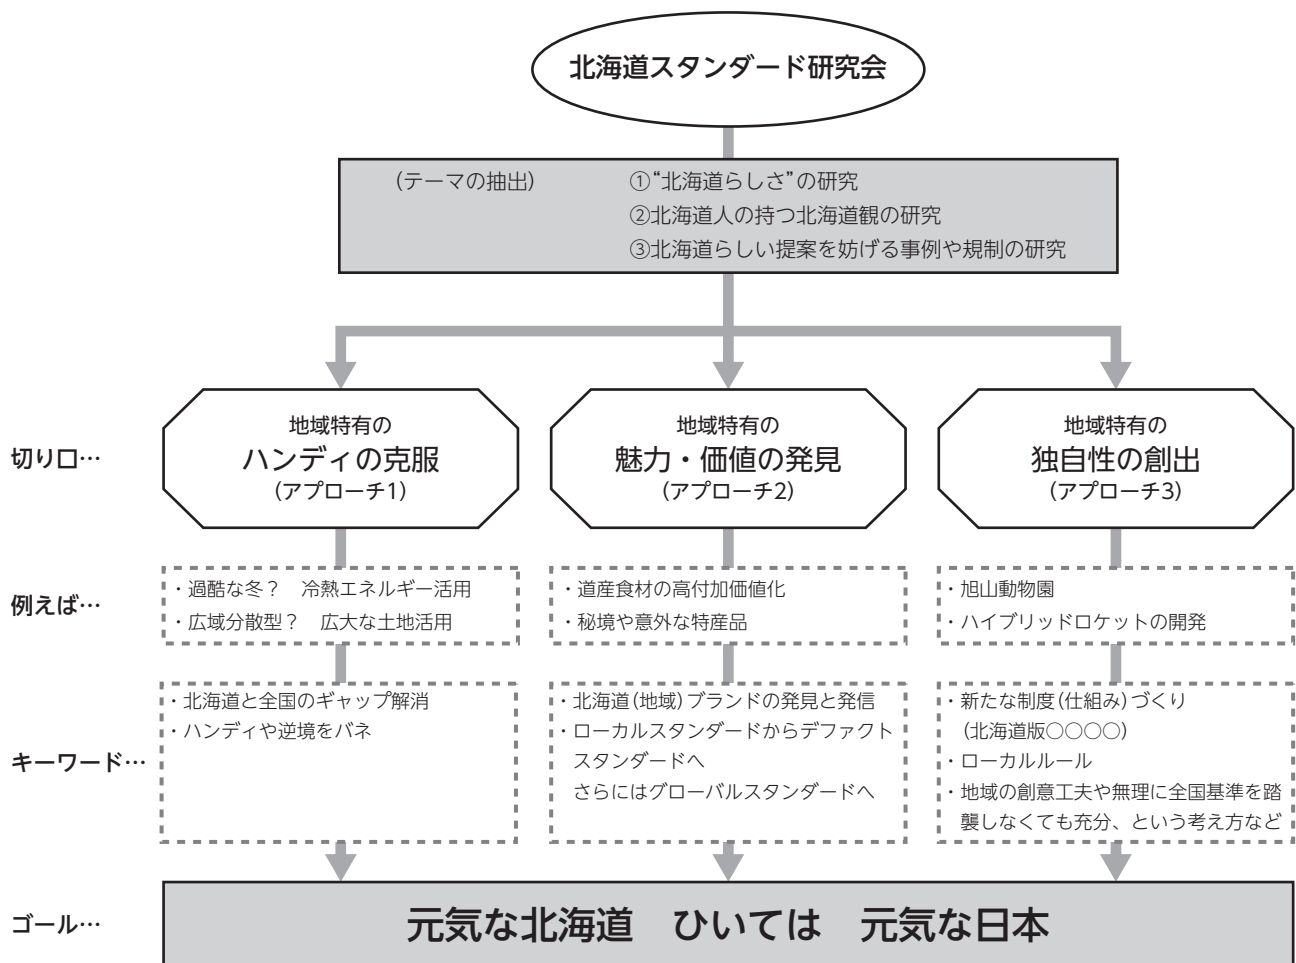 北海道スタンダード研究会
(テーマの抽出) ①“北海道らしさ”の研究
②北海道人の持つ北海道観の研究
③北海道らしい提案を妨げる事例や規制の研究
切り口…
地域特有の
ハンディの克服
(アプローチ1)
地域特有の
魅力・価値の発見
(アプローチ2)
地域特有の
独自性の創出
(アプローチ3)
例えば…
・過酷な冬？ 冷熱エネルギー活用
・広域分散型？ 広大な土地活用
・道産食材の高付加価値化
・秘境や意外な特産品
・旭山動物園
・ハイブリッドロケットの開発
キーワード…
・北海道と全国のギャップ解消
・ハンディや逆境をバネ
・北海道(地域)ブランドの発見と発信
・ローカルスタンダードからデファクト
スタンダードへ
さらにはグローバルスタンダードへ
・新たな制度(仕組み)づくり
(北海道版○○○○)
・ローカルルール
・地域の創意工夫や無理に全国基準を踏
襲しなくても充分、という考え方など
ゴール…
元気な北海道 ひいては 元気な日本